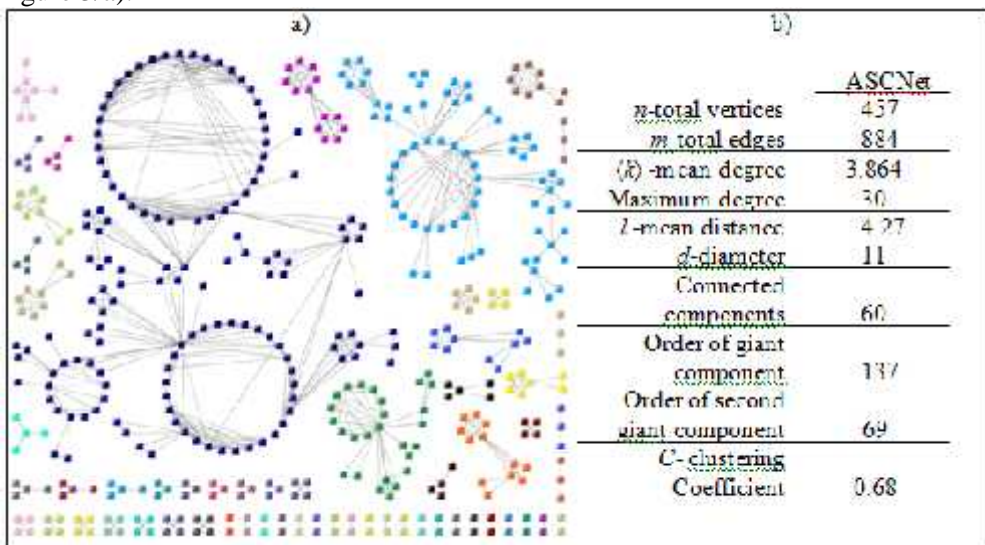 a)
b)
ASCNet
n-total vertices 457
m total edges 884
⟨k⟩ -mean degree 3.864
Maximum degree 30
l -mean distance 4.27
d-diameter 11
Connected
components 60
Order of giant
component 137
Order of second
giant component 69
C- clustering
Coefficient 0.68